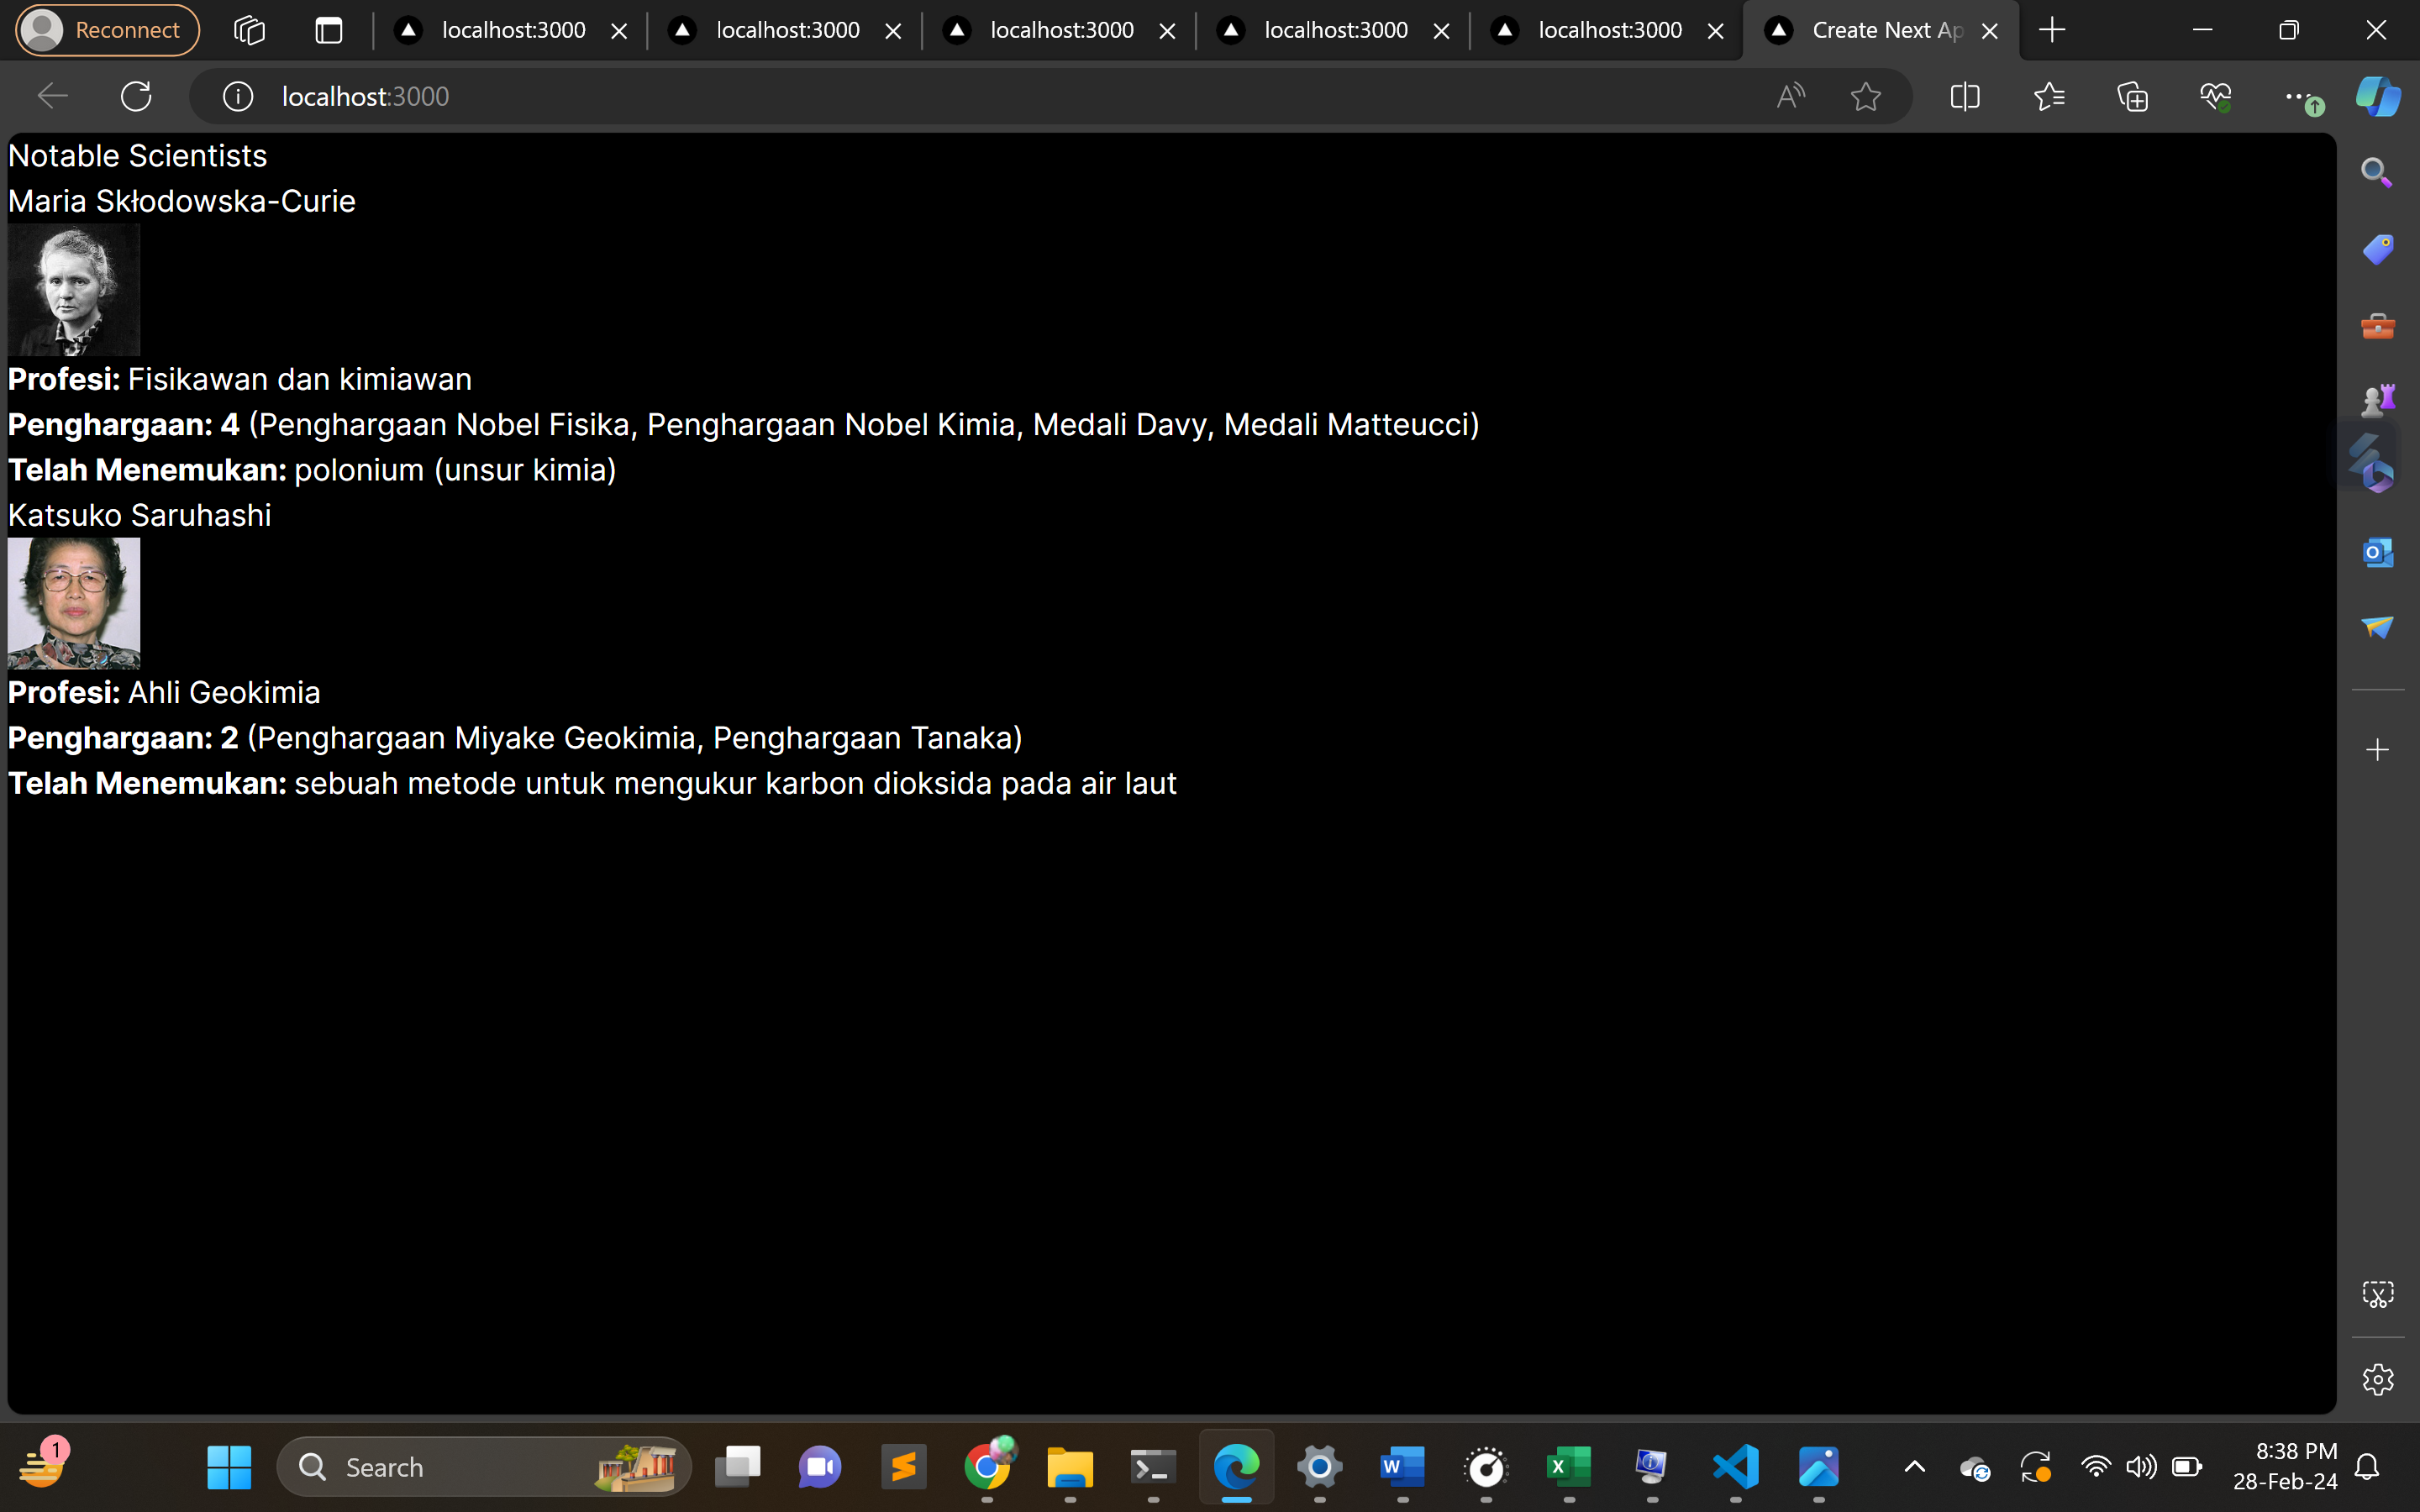 Reconnect
localhost:3000
localhost:3000
localhost:3000
localhost:3000
localhost:3000
Create Next Ap
localhost:3000
Notable Scientists
Maria Skłodowska-Curie
Profesi: Fisikawan dan kimiawan
Penghargaan: 4 (Penghargaan Nobel Fisika, Penghargaan Nobel Kimia, Medali Davy, Medali Matteucci)
Telah Menemukan: polonium (unsur kimia)
Katsuko Saruhashi
Profesi: Ahli Geokimia
Penghargaan: 2 (Penghargaan Miyake Geokimia, Penghargaan Tanaka)
Telah Menemukan: sebuah metode untuk mengukur karbon dioksida pada air laut
1
Search
8:38 PM
28-Feb-24